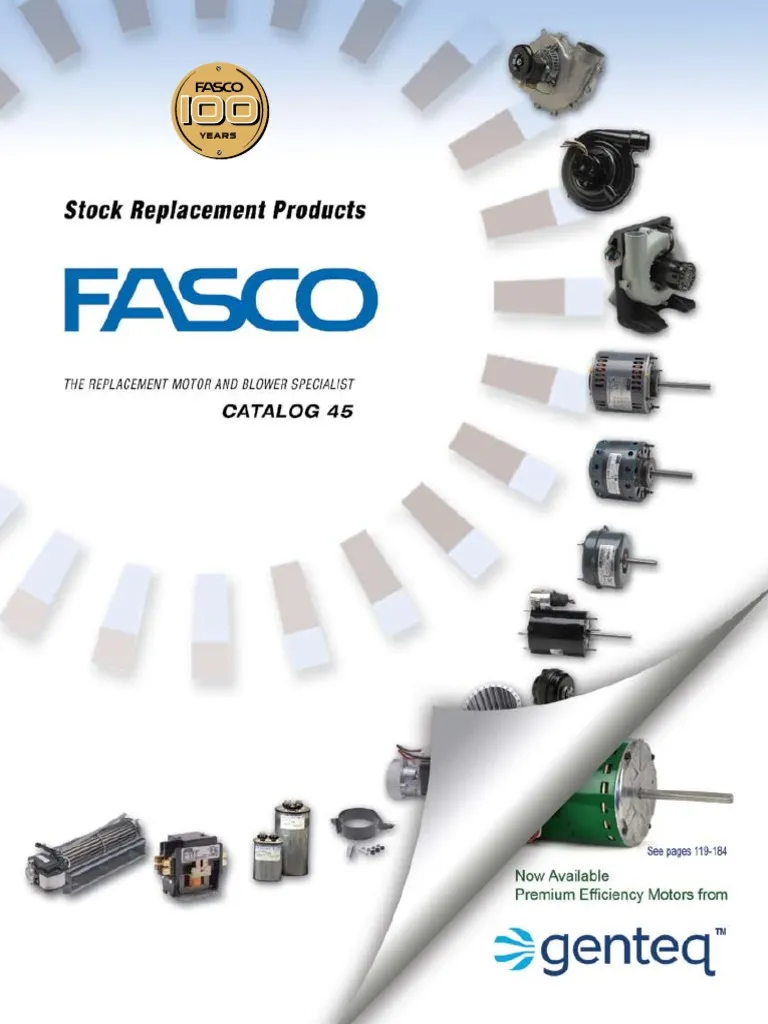 FASCO
100
YEARS
Stock Replacement Products
FASCO
THE REPLACEMENT MOTOR AND BLOWER SPECIALIST
CATALOG 45
See pages 119-184
Now Available
Premium Efficiency Motors from
genteq™